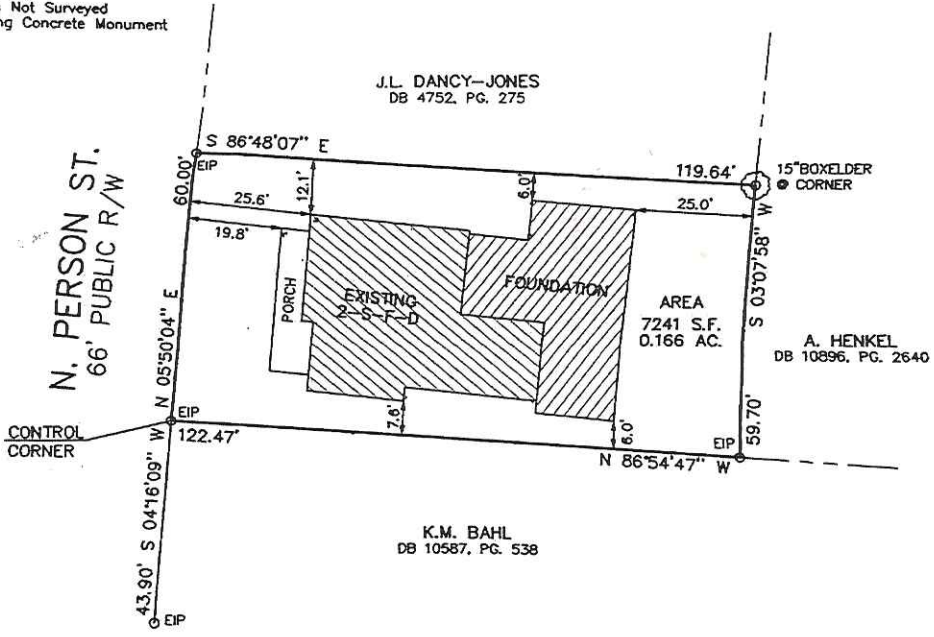 Not Surveyed
ng Concrete Monument
J.L. DANCY-JONES
DB 4752, PG. 275
S 86°48'07" E
119.64'
15" BOXELDER
@ CORNER
EIP
60.00'
25.6'
12.1'
6.0'
25.0'
19.8'
N. PERSON ST.
66' PUBLIC R/W
N 05°50'04" E
PORCH
EXISTING
2-S-F-D
FOUNDATION
AREA
7241 S.F.
0.166 AC.
S 03°07'58" W
59.70'
A. HENKEL
DB 10896, PG. 2640
CONTROL
CORNER
EIP
122.47'
7.6'
6.0'
N 86°54'47" W
EIP
S 04°16'09" W
43.90'
EIP
K.M. BAHL
DB 10587, PG. 538